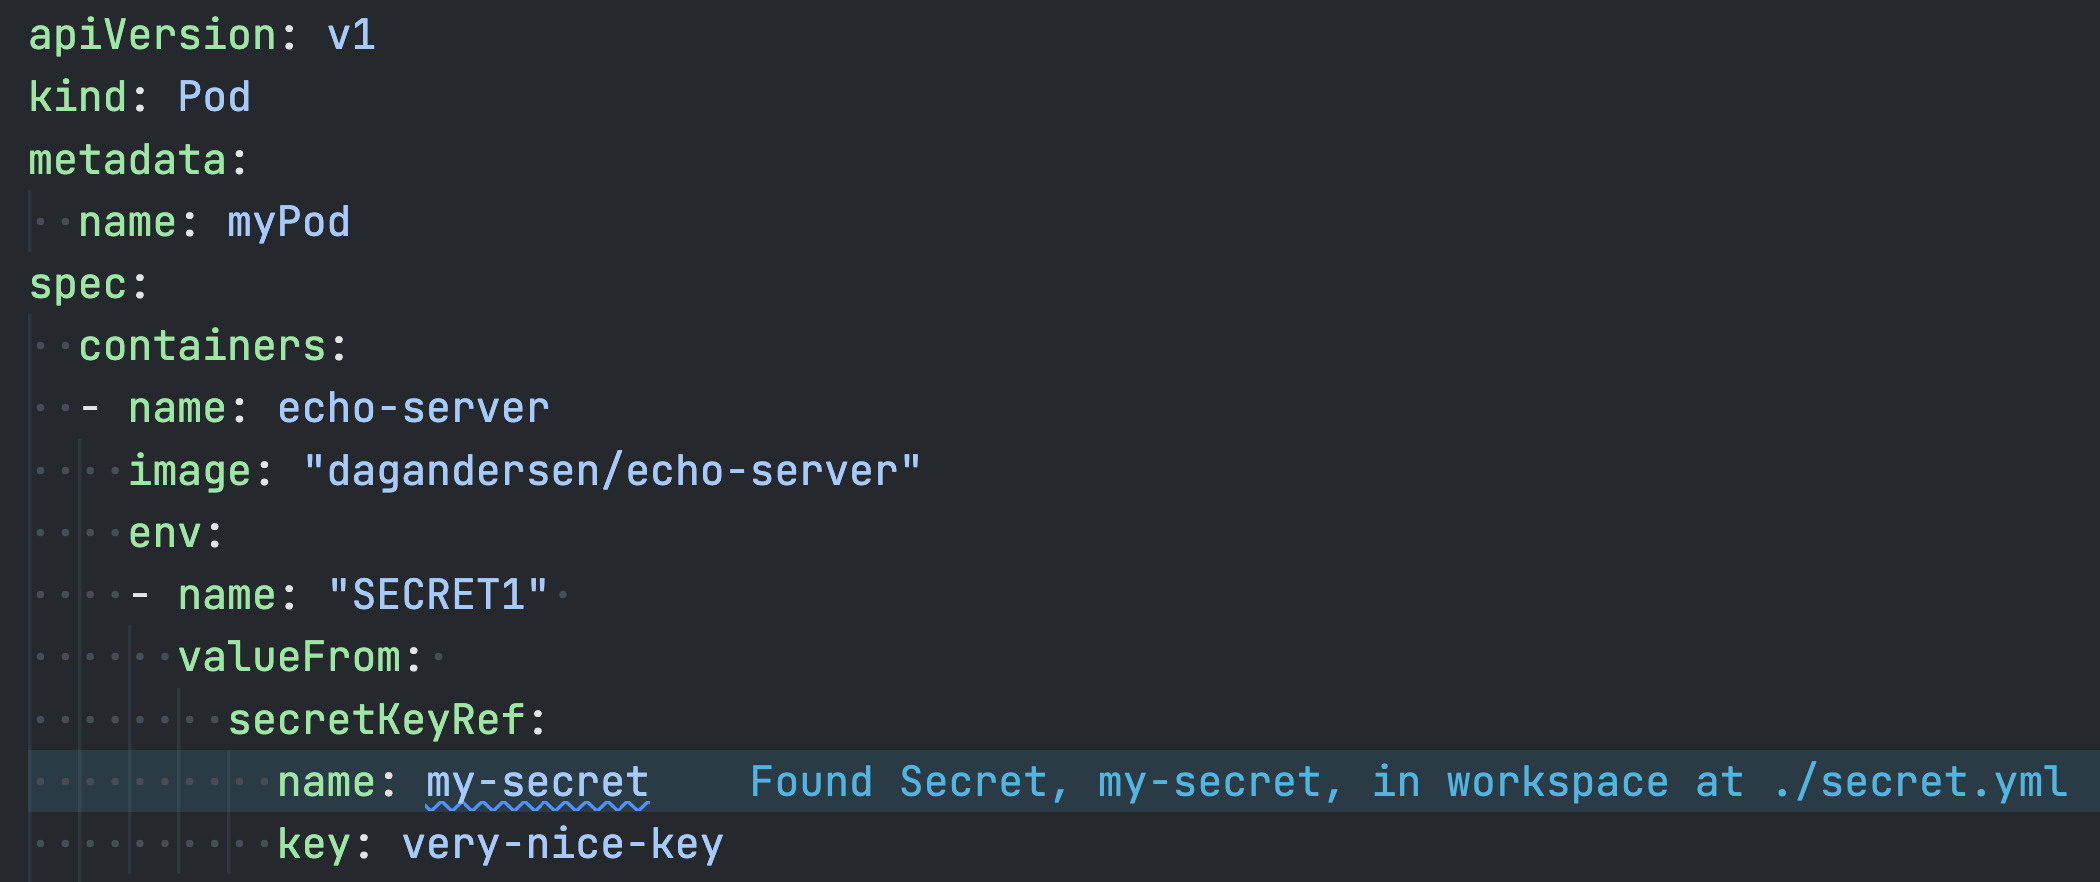 apiVersion: v1
kind: Pod
metadata:
  name: myPod
spec:
  containers:
  - name: echo-server
    image: "dagandersen/echo-server"
    env:
    - name: "SECRET1"
      valueFrom:
        secretKeyRef:
          name: my-secret    Found Secret, my-secret, in workspace at ./secret.yml
          key: very-nice-key